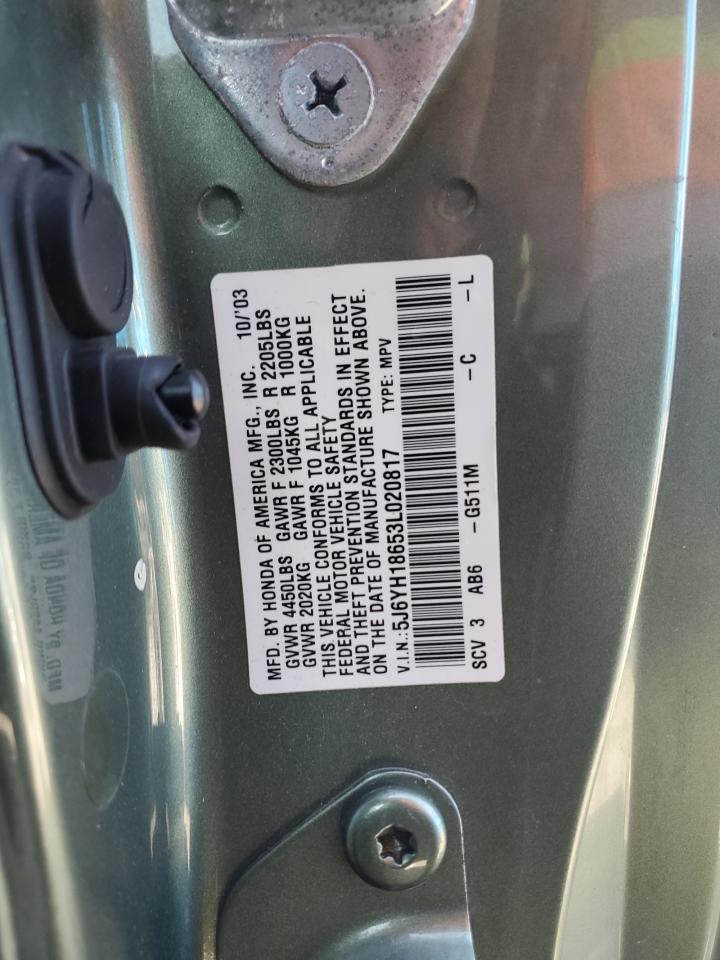 MFD. BY HONDA OF AMERICA MFG., INC. 10/'03
GVWR 4450LBS GAWR F 2300LBS R 2205LBS
GVWR 2020KG GAWR F 1045KG R 1000KG
THIS VEHICLE CONFORMS TO ALL APPLICABLE
FEDERAL MOTOR VEHICLE SAFETY
AND THEFT PREVENTION STANDARDS IN EFFECT
ON THE DATE OF MANUFACTURE SHOWN ABOVE.
V.I.N.:5J6YH18653L020817 TYPE: MPV
SCV 3 AB6 -G511M -C -L